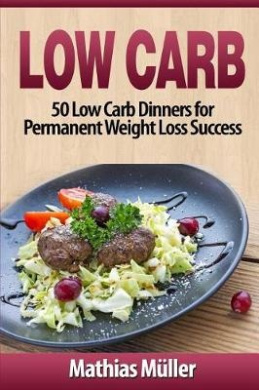 LOW CARB
50 Low Carb Dinners for
Permanent Weight Loss Success
Mathias Müller